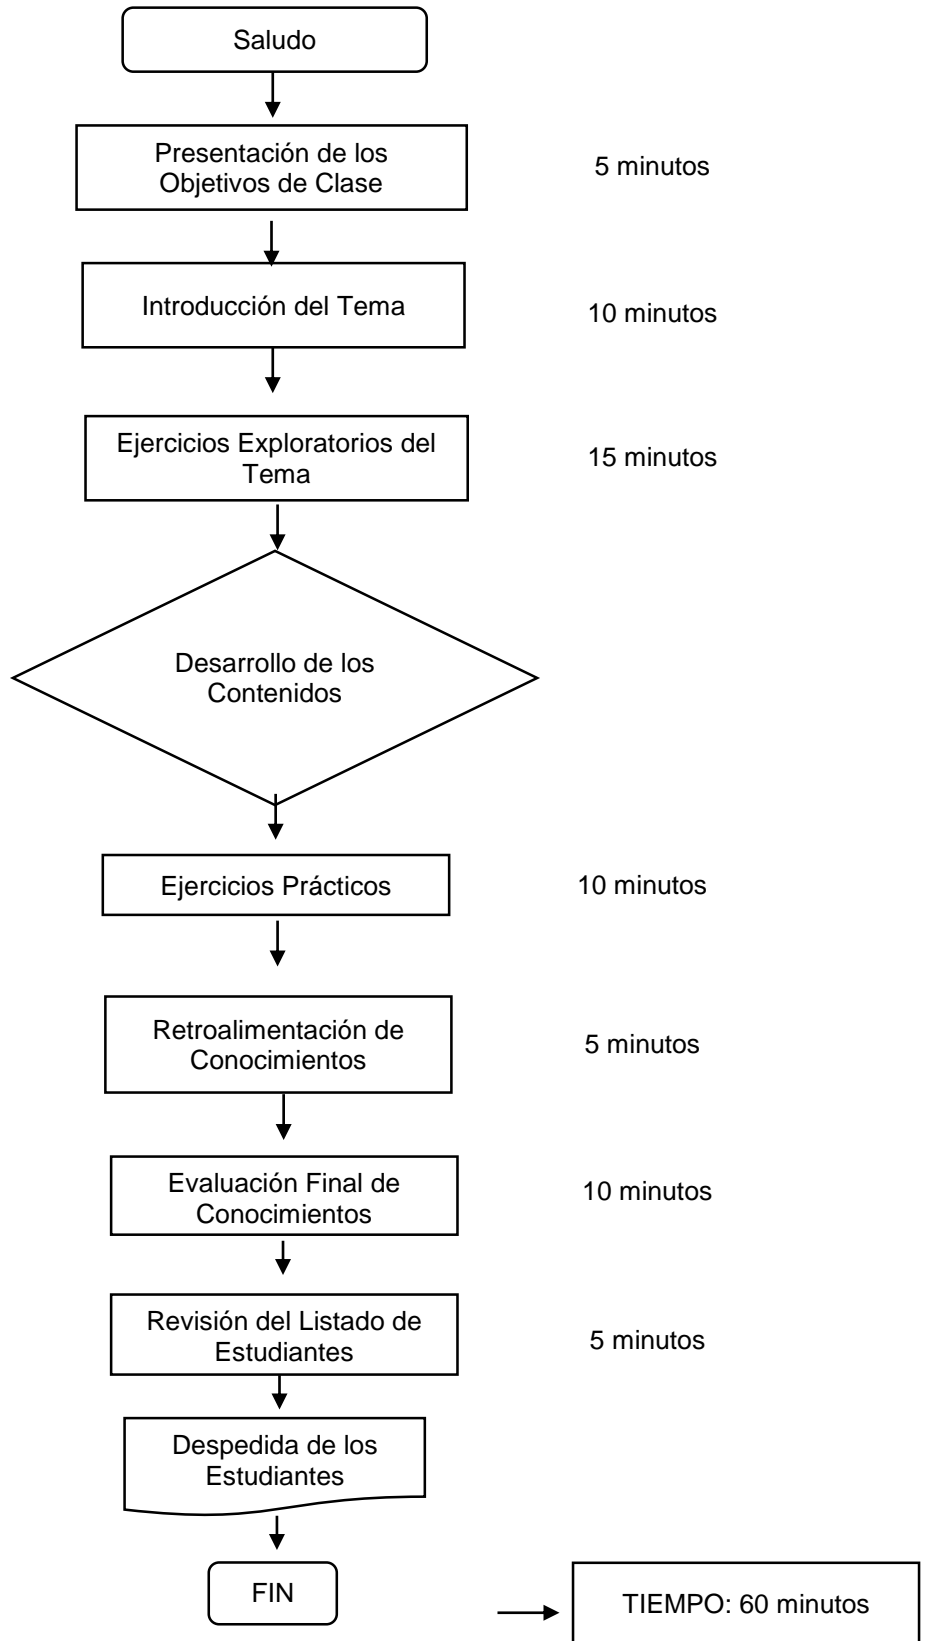 Saludo
Presentación de los
Objetivos de Clase
5 minutos
Introducción del Tema
10 minutos
Ejercicios Exploratorios del
Tema
15 minutos
Desarrollo de los
Contenidos
Ejercicios Prácticos
10 minutos
Retroalimentación de
Conocimientos
5 minutos
Evaluación Final de
Conocimientos
10 minutos
Revisión del Listado de
Estudiantes
5 minutos
Despedida de los
Estudiantes
FIN
TIEMPO: 60 minutos